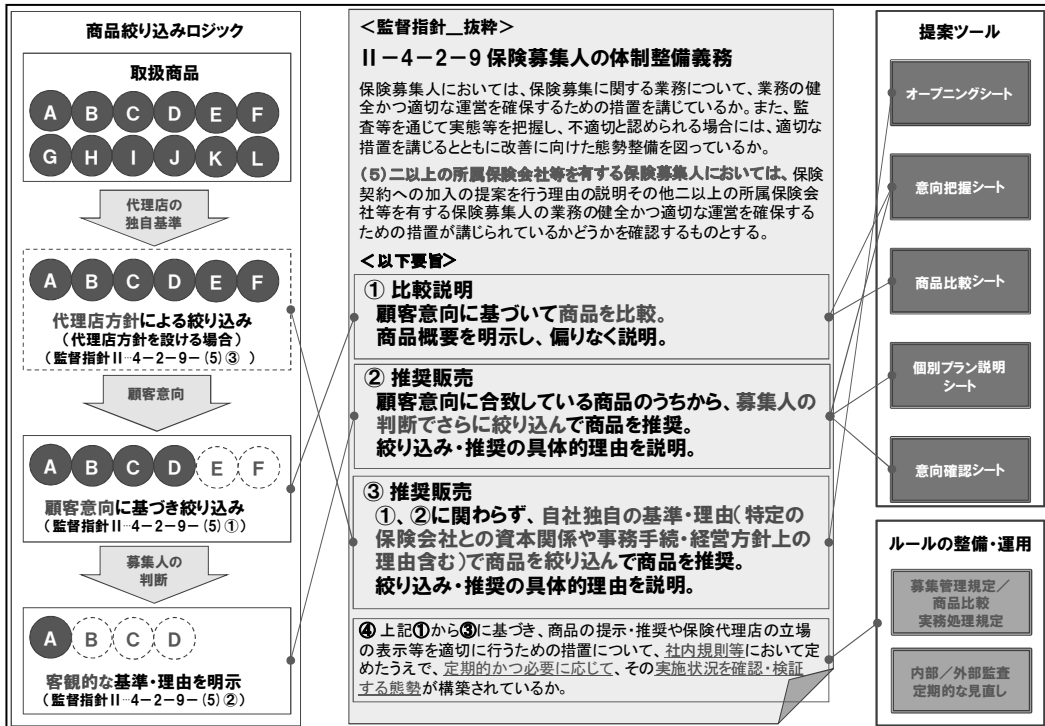 商品絞り込みロジック
取扱商品
A B C D E F
G H I J K L
代理店の
独自基準
A B C D E F
代理店方針による絞り込み
(代理店方針を設ける場合)
(監督指針Ⅱ-4-2-9-(5)③ )
顧客意向
A B C D E F
顧客意向に基づき絞り込み
(監督指針Ⅱ-4-2-9-(5)①)
募集人の
判断
A B C D
客観的な基準・理由を明示
(監督指針Ⅱ-4-2-9-(5)②)
<監督指針__抜粋>
Ⅱ-4-2-9 保険募集人の体制整備義務
保険募集人においては、保険募集に関する業務について、業務の健
全かつ適切な運営を確保するための措置を講じているか。また、監
査等を通じて実態等を把握し、不適切と認められる場合には、適切な
措置を講じるとともに改善に向けた態勢整備を図っているか。
(5)二以上の所属保険会社等を有する保険募集人においては、保険
契約への加入の提案を行う理由の説明その他二以上の所属保険会
社等を有する保険募集人の業務の健全かつ適切な運営を確保する
ための措置が講じられているかどうかを確認するものとする。
<以下要旨>
① 比較説明
顧客意向に基づいて商品を比較。
商品概要を明示し、偏りなく説明。
② 推奨販売
顧客意向に合致している商品のうちから、募集人の
判断でさらに絞り込んで商品を推奨。
絞り込み・推奨の具体的理由を説明。
③ 推奨販売
①、②に関わらず、自社独自の基準・理由(特定の
保険会社との資本関係や事務手続・経営方針上の
理由含む)で商品を絞り込んで商品を推奨。
絞り込み・推奨の具体的理由を説明。
④ 上記①から③に基づき、商品の提示・推奨や保険代理店の立場
の表示等を適切に行うための措置について、社内規則等において定
めたうえで、定期的かつ必要に応じて、その実施状況を確認・検証
する態勢が構築されているか。
提案ツール
オープニングシート
意向把握シート
商品比較シート
個別プラン説明
シート
意向確認シート
ルールの整備・運用
募集管理規定/
商品比較
実務処理規定
内部/外部監査
定期的な見直し